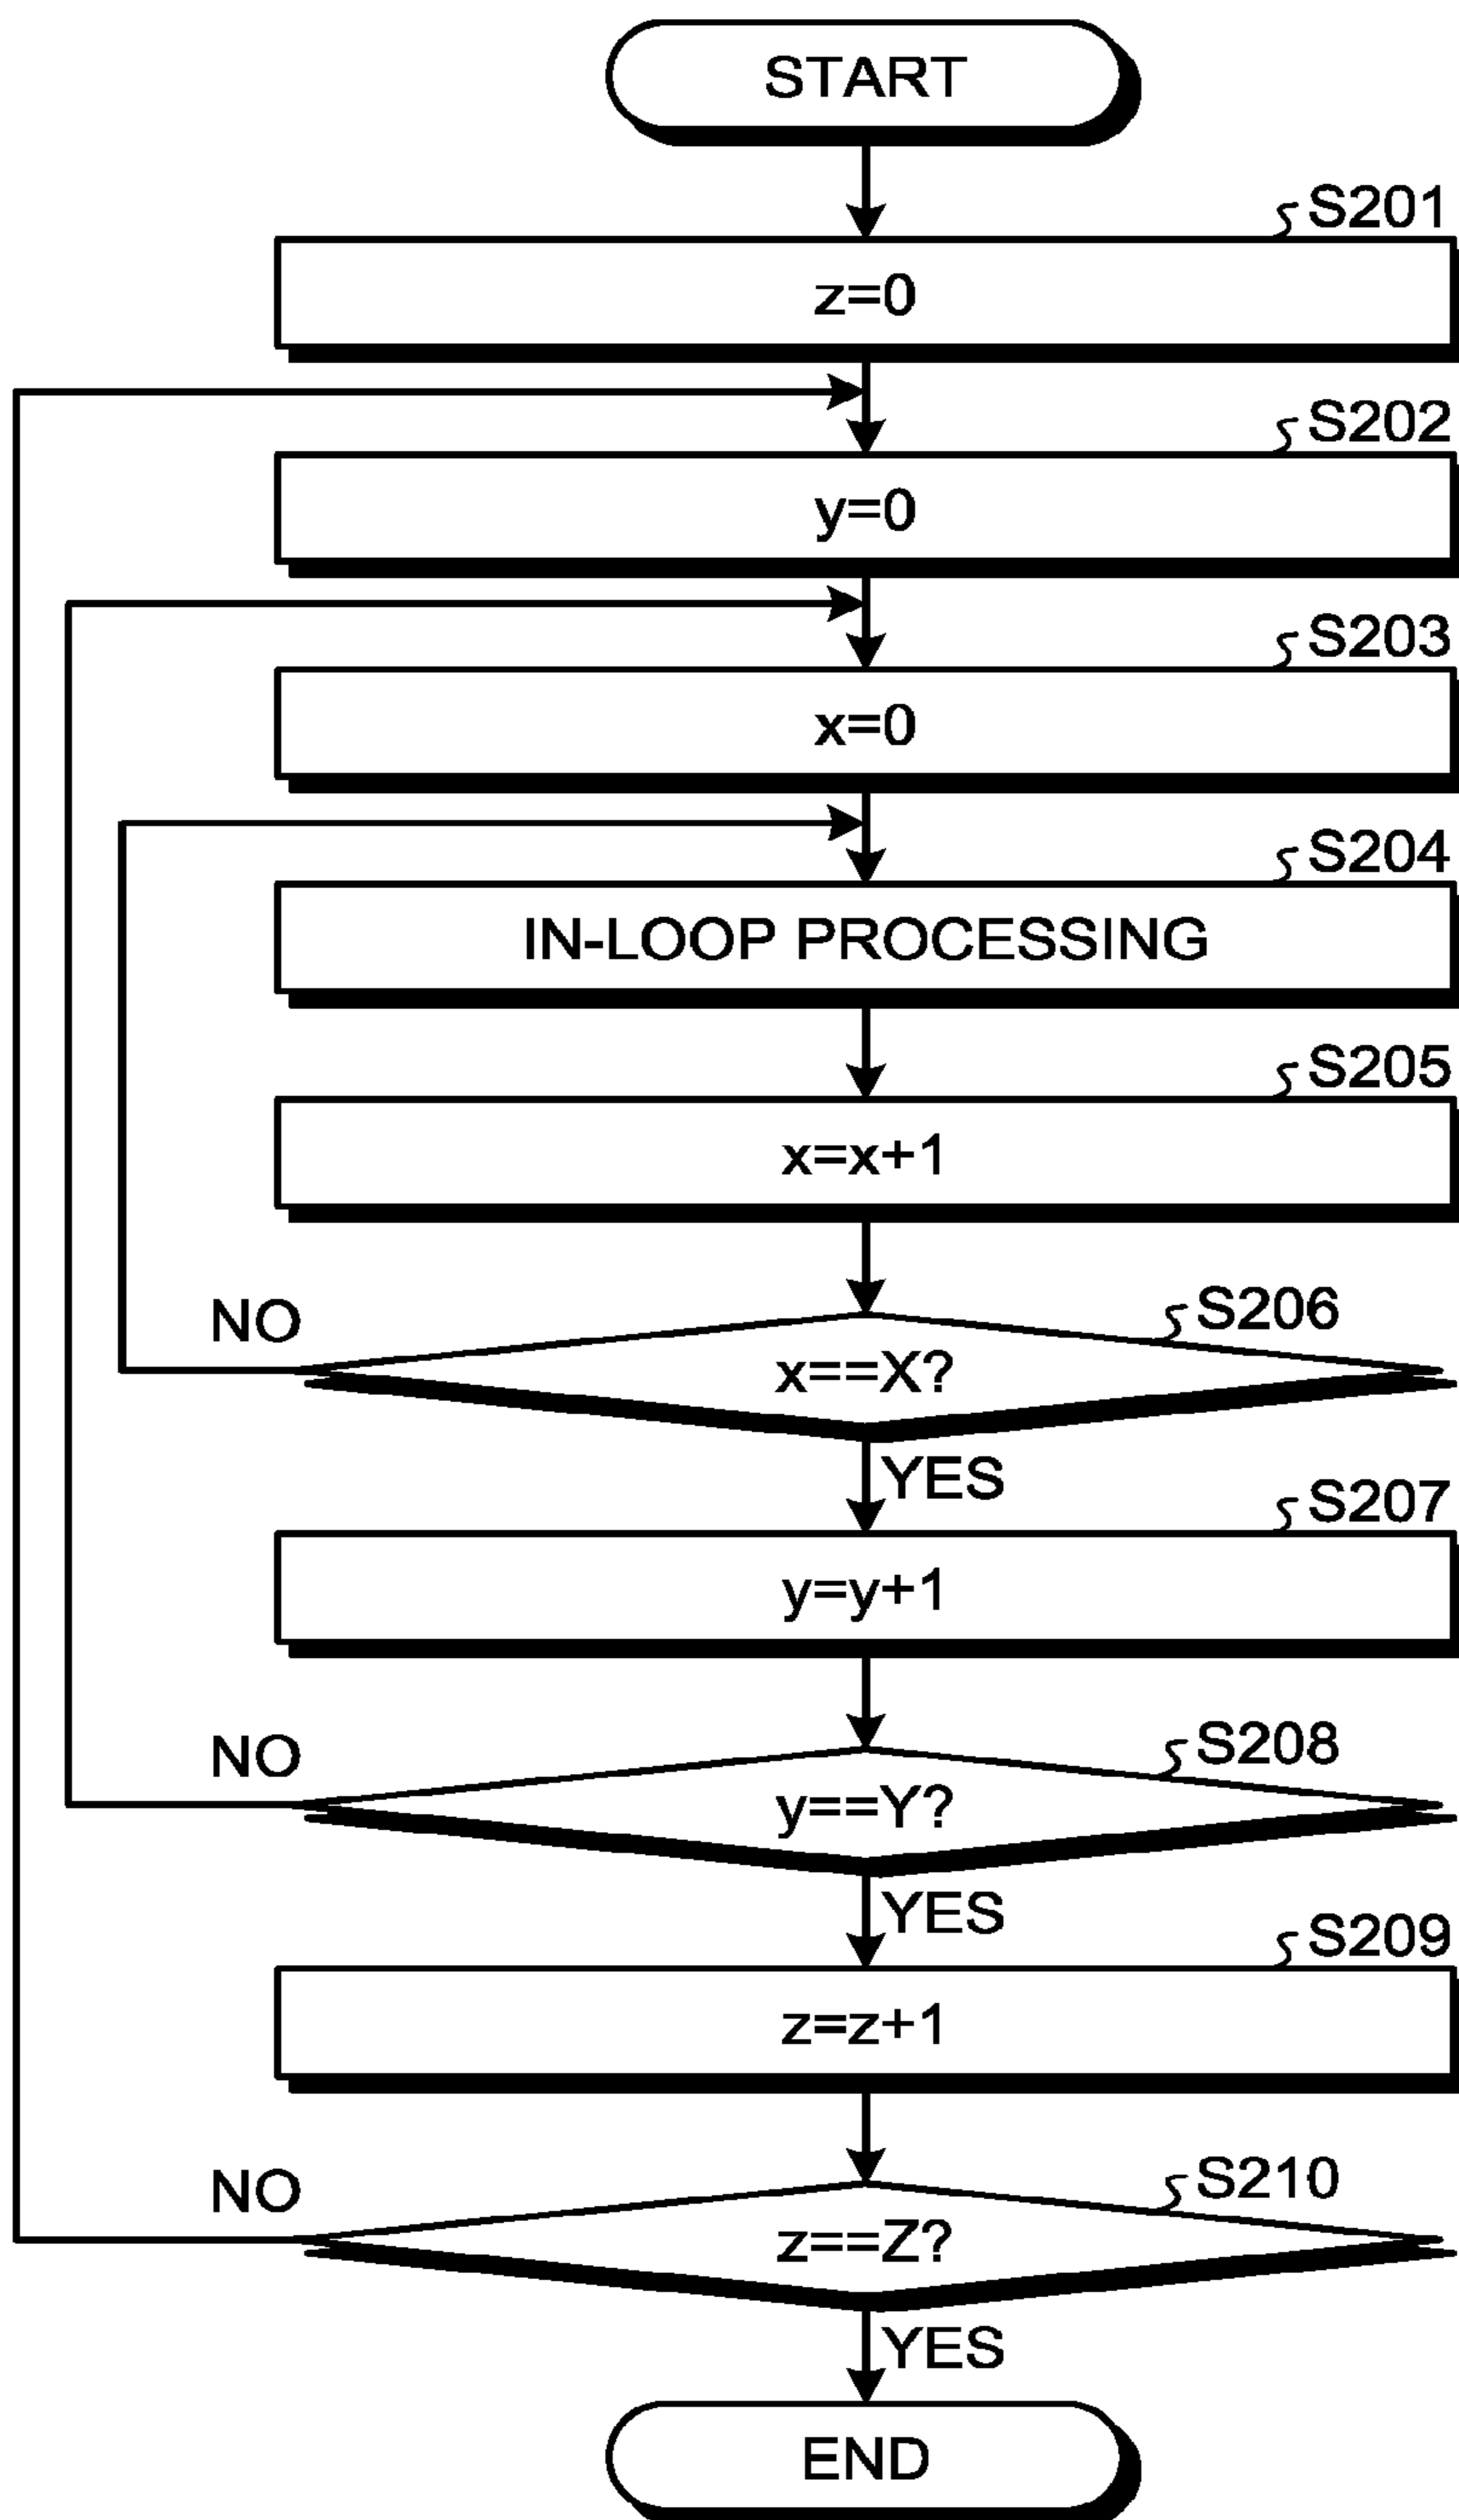 START
S201
z=0
S202
y=0
S203
x=0
S204
IN-LOOP PROCESSING
S205
x=x+1
NO
S206
x==X?
YES
S207
y=y+1
NO
S208
y==Y?
YES
S209
z=z+1
NO
S210
z==Z?
YES
END